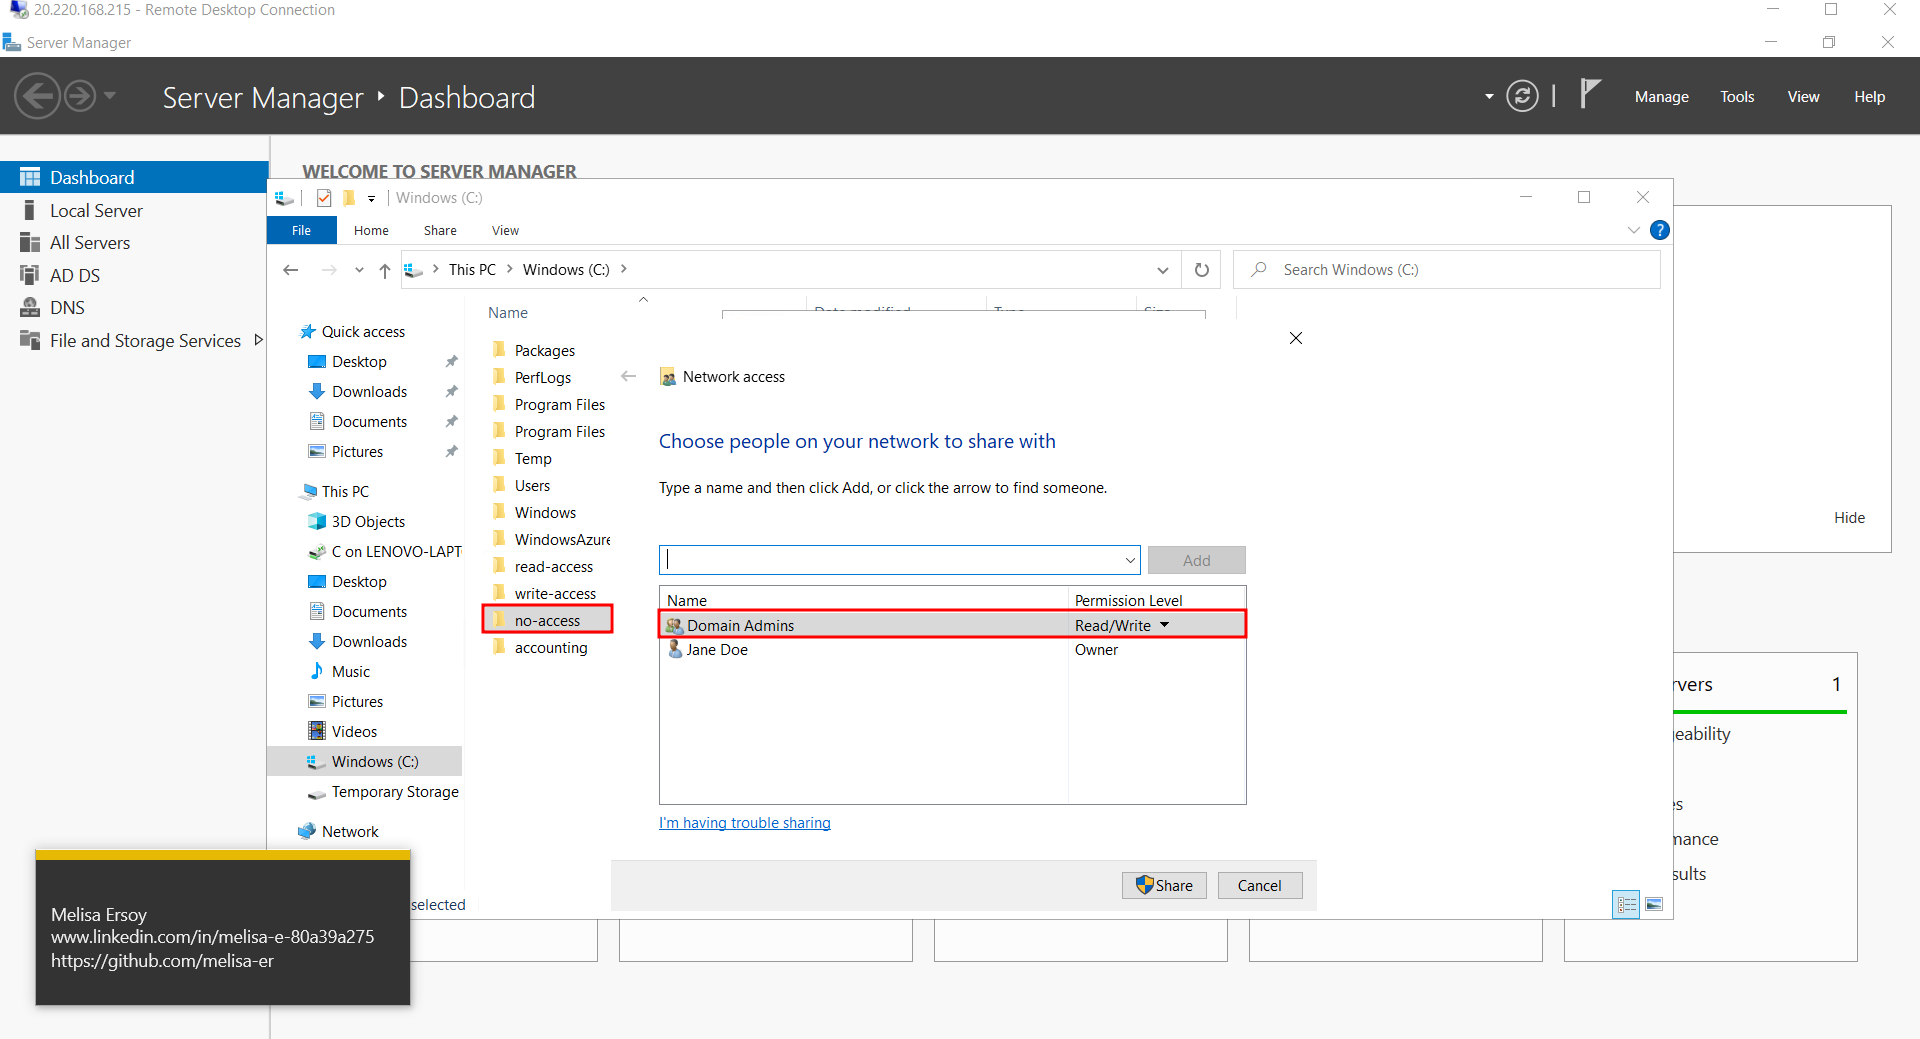 20.220.168.215 - Remote Desktop Connection
Server Manager
Server Manager ‣ Dashboard
Manage Tools View Help
Dashboard
Local Server
All Servers
AD DS
DNS
File and Storage Services
WELCOME TO SERVER MANAGER
Windows (C:)
File Home Share View
This PC > Windows (C:) >
Search Windows (C:)
Name Date modified Type Size
Quick access
Desktop
Downloads
Documents
Pictures
This PC
3D Objects
C on LENOVO-LAPT
Desktop
Documents
Downloads
Music
Pictures
Videos
Windows (C:)
Temporary Storage
Network
Packages
PerfLogs
Program Files
Program Files
Temp
Users
Windows
WindowsAzure
read-access
write-access
no-access
accounting
Network access
Choose people on your network to share with
Type a name and then click Add, or click the arrow to find someone.
Add
Name Permission Level
Domain Admins Read/Write
Jane Doe Owner
I'm having trouble sharing
Share Cancel
selected
Hide
rvers 1
eability
es
mance
sults
Melisa Ersoy
www.linkedin.com/in/melisa-e-80a39a275
https://github.com/melisa-er